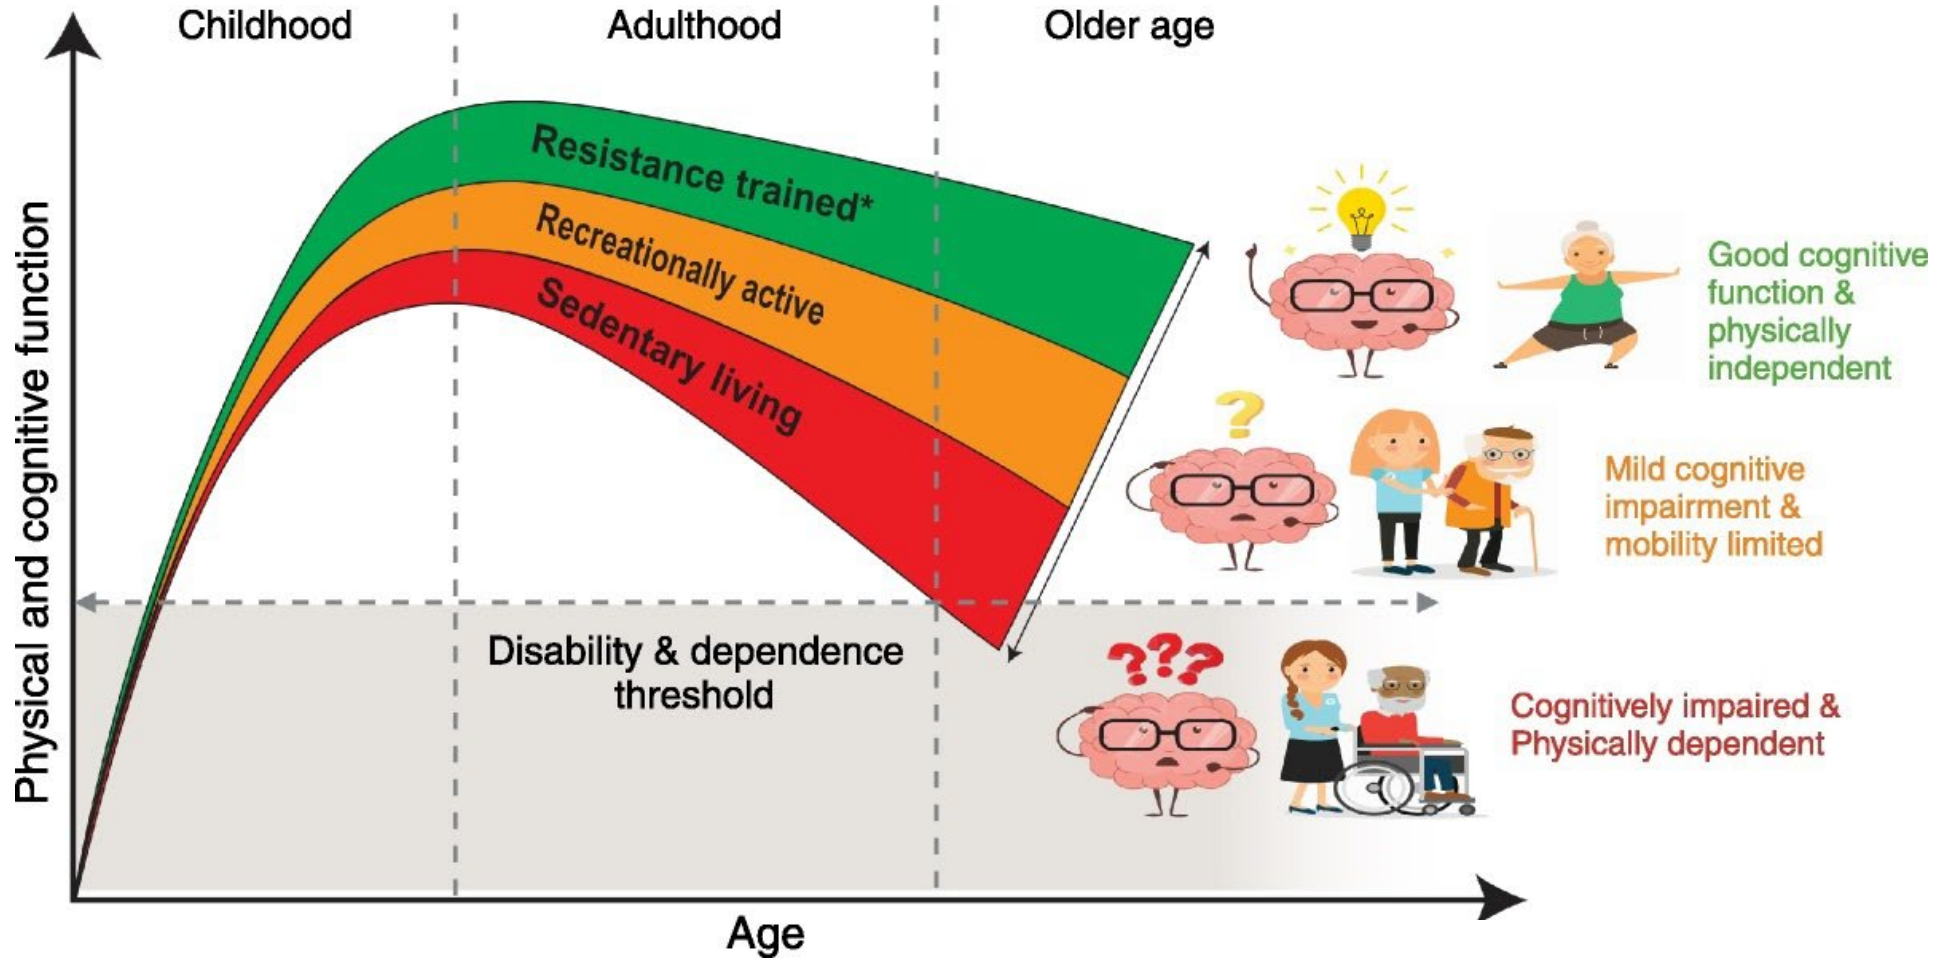 Childhood
Adulthood
Older age
Physical and cognitive function
Resistance trained*
Recreationally active
Sedentary living
Good cognitive
function &
physically
independent
?
Mild cognitive
impairment &
mobility limited
Disability & dependence
threshold
???
Cognitively impaired &
Physically dependent
Age